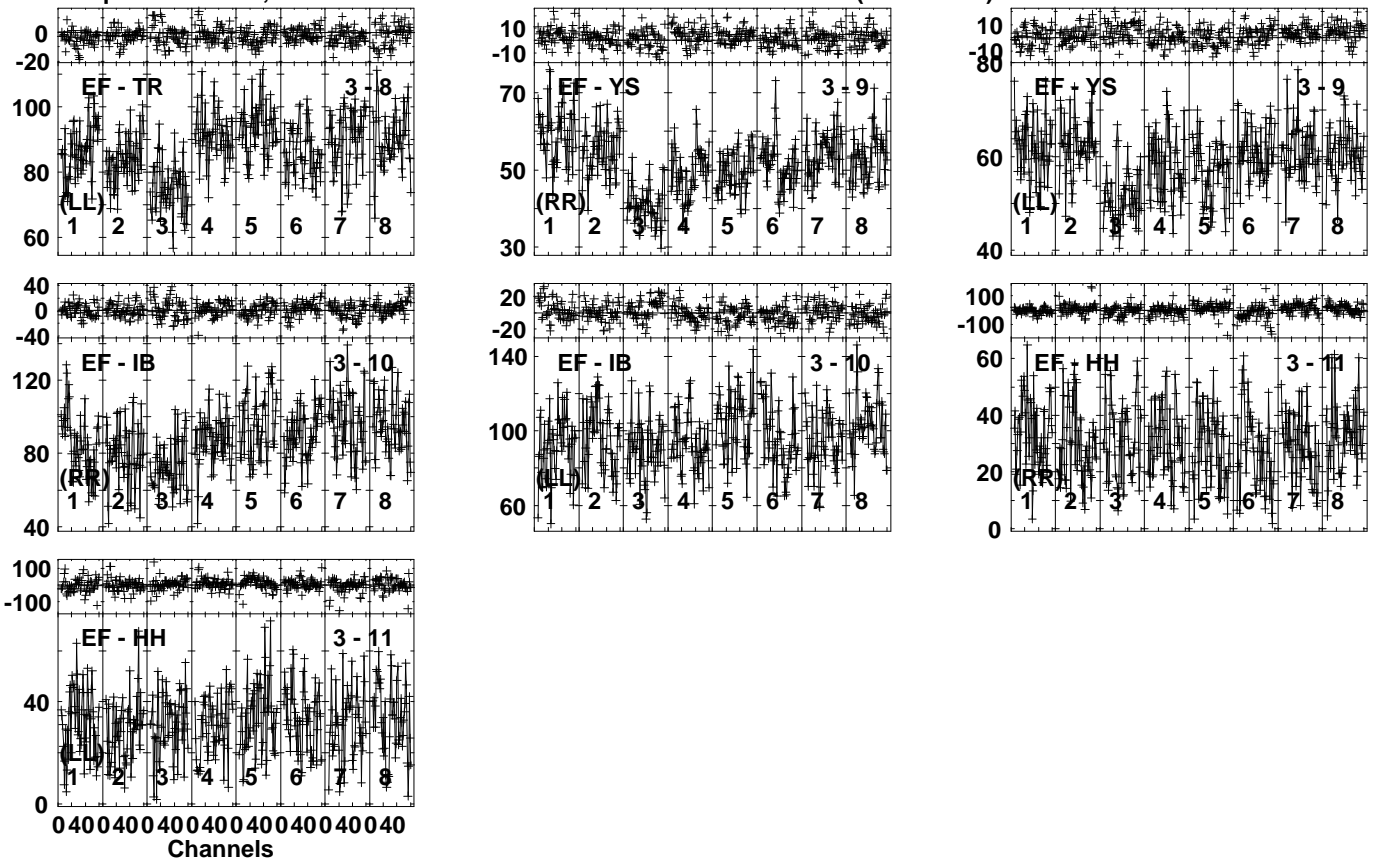 0
-20
EF - TR 3 - 8
100
80
(LL)
1 2 3 4 5 6 7 8
60
10
-10
EF - YS 3 - 9
70
50
(RR)
1 2 3 4 5 6 7 8
30
10
-10
80
EF - YS 3 - 9
60
(LL)
1 2 3 4 5 6 7 8
40
40
0
-40
EF - IB 3 - 10
120
80
(RR)
1 2 3 4 5 6 7 8
40
20
-20
140
EF - IB 3 - 10
100
(LL)
1 2 3 4 5 6 7 8
60
100
-100
60
EF - HH 3 - 11
40
20
(RR)
1 2 3 4 5 6 7 8
0
100
-100
EF - HH 3 - 11
40
(LL)
1 2 3 4 5 6 7 8
0
0 40 0 40 0 40 0 40 0 40 0 40 0 40 0 40
Channels